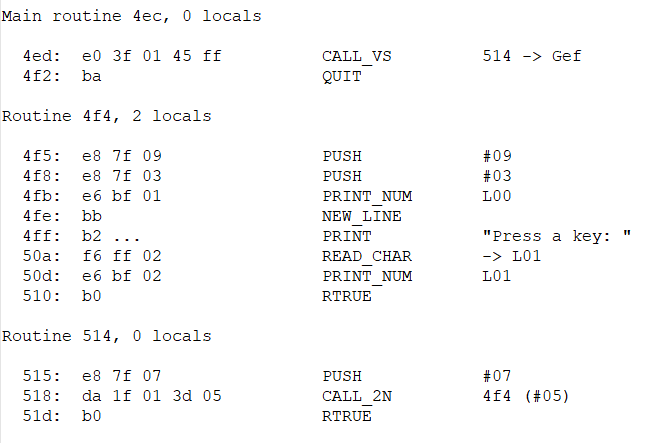 Main routine 4ec, 0 locals
4ed: e0 3f 01 45 ff CALL_VS 514 -> Gef
4f2: ba QUIT
Routine 4f4, 2 locals
4f5: e8 7f 09 PUSH #09
4f8: e8 7f 03 PUSH #03
4fb: e6 bf 01 PRINT_NUM L00
4fe: bb NEW_LINE
4ff: b2 ... PRINT "Press a key: "
50a: f6 ff 02 READ_CHAR -> L01
50d: e6 bf 02 PRINT_NUM L01
510: b0 RTRUE
Routine 514, 0 locals
515: e8 7f 07 PUSH #07
518: da 1f 01 3d 05 CALL_2N 4f4 (#05)
51d: b0 RTRUE